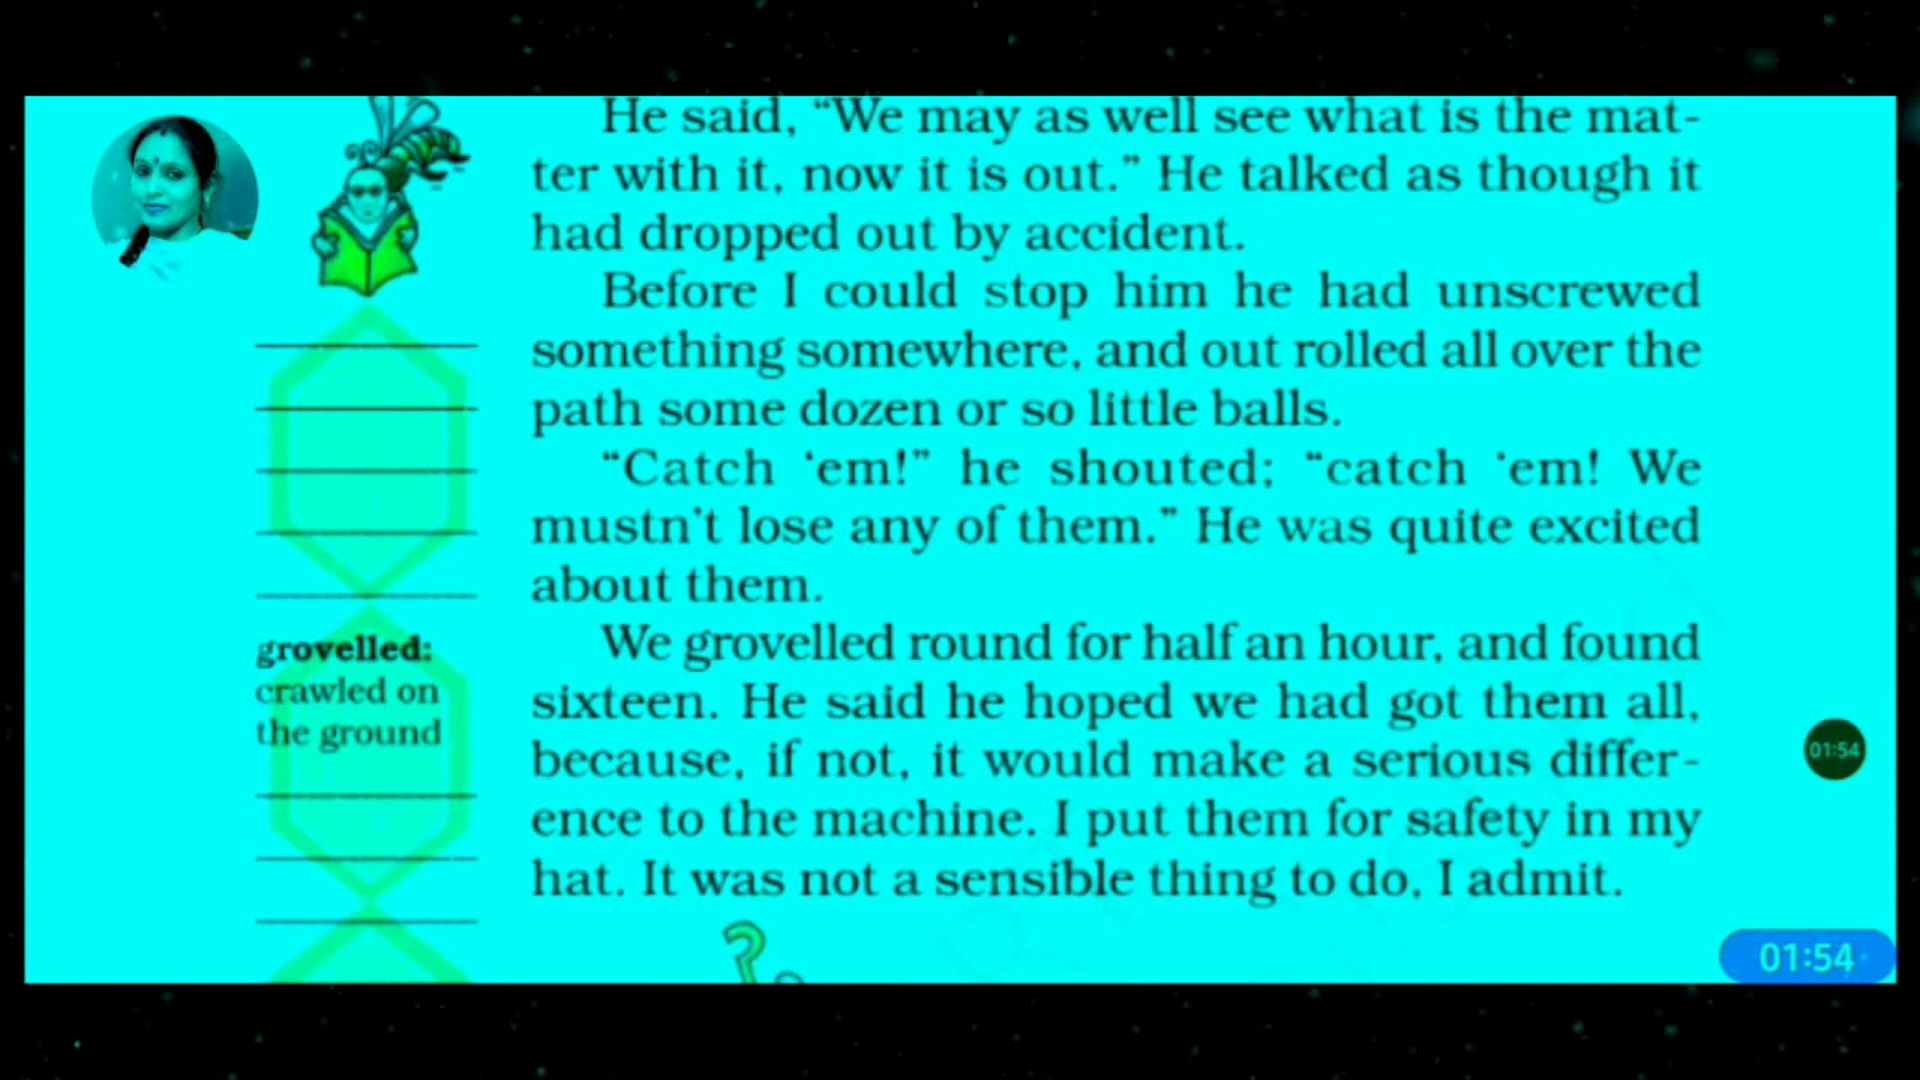 He said, “We may as well see what is the mat-
ter with it, now it is out.” He talked as though it
had dropped out by accident.
Before I could stop him he had unscrewed
something somewhere, and out rolled all over the
path some dozen or so little balls.
“Catch ‘em!” he shouted; “catch ‘em! We
mustn’t lose any of them.” He was quite excited
about them.
We grovelled round for half an hour, and found
sixteen. He said he hoped we had got them all,
because, if not, it would make a serious differ-
ence to the machine. I put them for safety in my
hat. It was not a sensible thing to do, I admit.
grovelled:
crawled on
the ground
01:54
01:54